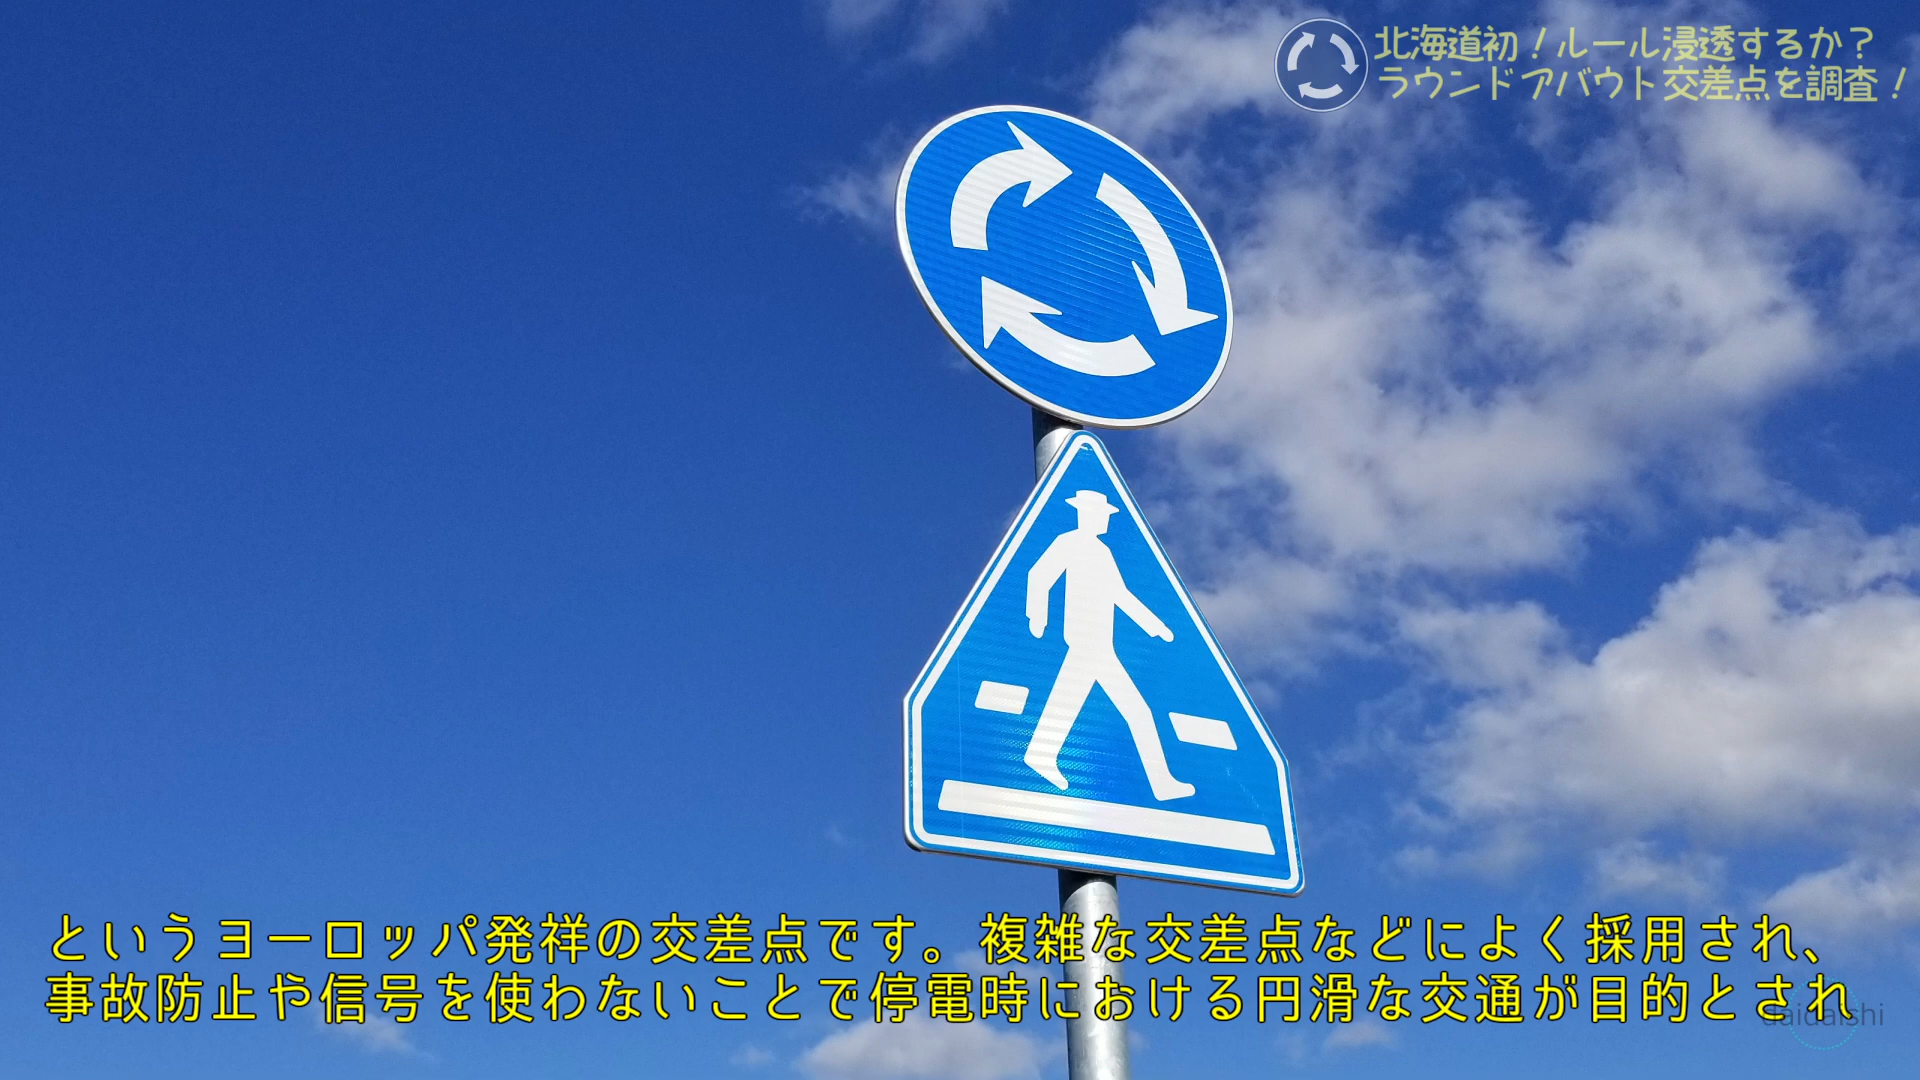 北海道初！ルール浸透するか？
ラウンドアバウト交差点を調査！
というヨーロッパ発祥の交差点です。複雑な交差点などによく採用され、
事故防止や信号を使わないことで停電時における円滑な交通が目的とされ
daidaishi